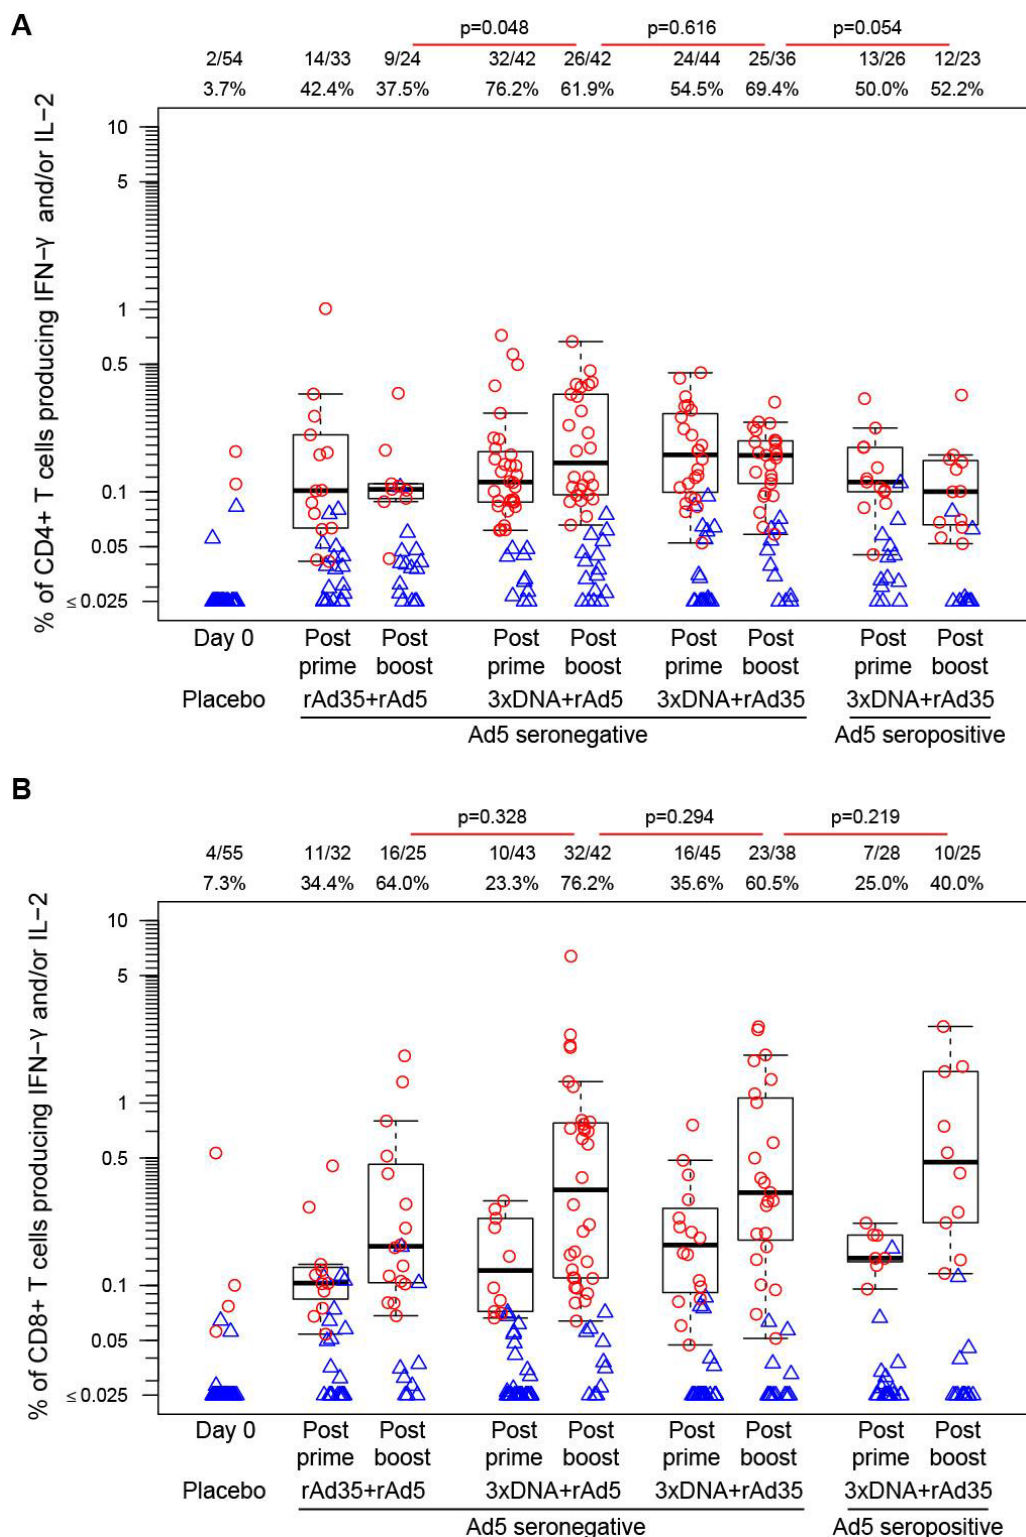 A
p=0.048 p=0.616 p=0.054
2/54 14/33 9/24 32/42 26/42 24/44 25/36 13/26 12/23
3.7% 42.4% 37.5% 76.2% 61.9% 54.5% 69.4% 50.0% 52.2%
% of CD4+ T cells producing IFN−γ and/or IL−2
10
5
1
0.5
0.1
0.05
≤ 0.025
Day 0 Post Post Post Post Post Post Post Post
prime boost prime boost prime boost prime boost
Placebo rAd35+rAd5 3xDNA+rAd5 3xDNA+rAd35 3xDNA+rAd35
Ad5 seronegative Ad5 seropositive
B
p=0.328 p=0.294 p=0.219
4/55 11/32 16/25 10/43 32/42 16/45 23/38 7/28 10/25
7.3% 34.4% 64.0% 23.3% 76.2% 35.6% 60.5% 25.0% 40.0%
% of CD8+ T cells producing IFN−γ and/or IL−2
10
5
1
0.5
0.1
0.05
≤ 0.025
Day 0 Post Post Post Post Post Post Post Post
prime boost prime boost prime boost prime boost
Placebo rAd35+rAd5 3xDNA+rAd5 3xDNA+rAd35 3xDNA+rAd35
Ad5 seronegative Ad5 seropositive